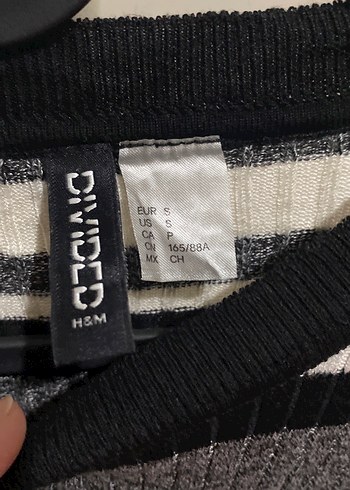 DIVIDED
H&M
EUR S
US S
CA P
CN 165/88A
MX CH